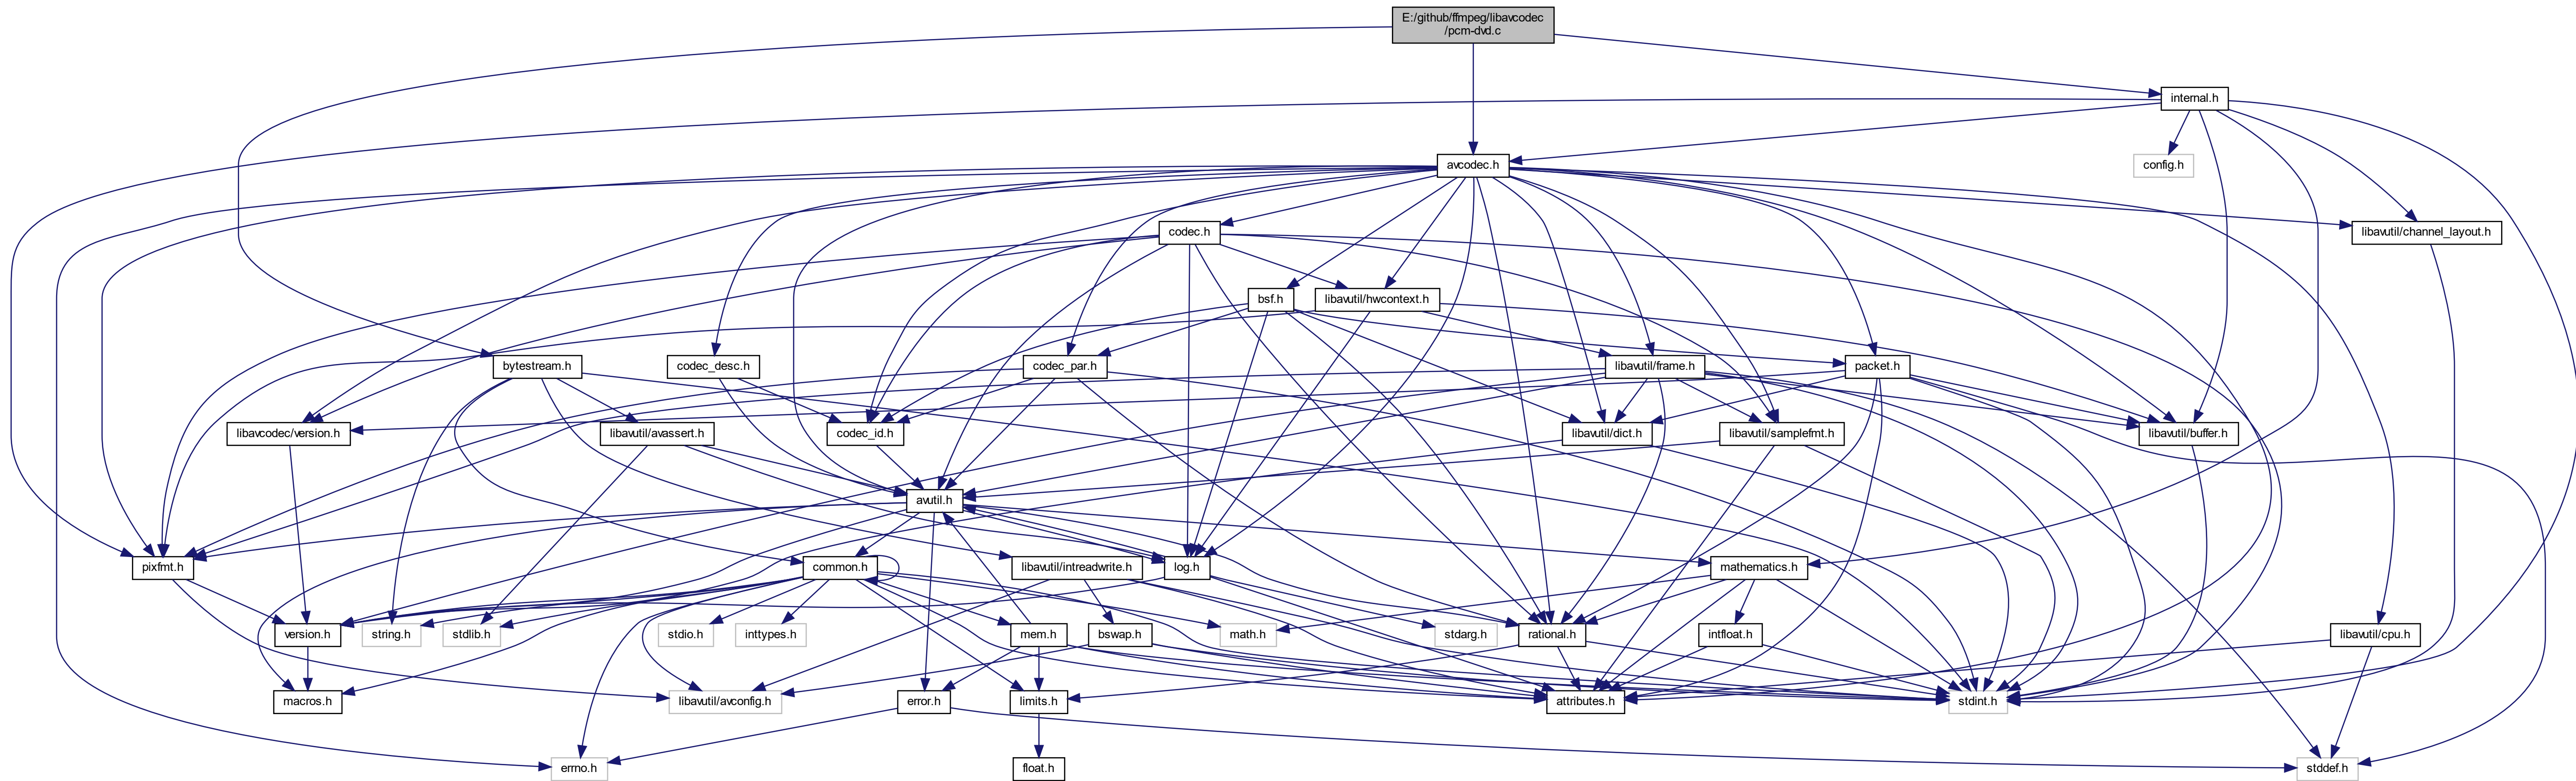 E:/github/ffmpeg/libavcodec
/pcm-dvd.c
internal.h
avcodec.h
config.h
codec.h
libavutil/channel_layout.h
bsf.h
libavutil/hwcontext.h
bytestream.h
codec_desc.h
codec_par.h
libavutil/frame.h
packet.h
libavcodec/version.h
libavutil/avassert.h
codec_id.h
libavutil/dict.h
libavutil/samplefmt.h
libavutil/buffer.h
avutil.h
pixfmt.h
common.h
libavutil/intreadwrite.h
log.h
mathematics.h
version.h
string.h
stdlib.h
stdio.h
inttypes.h
mem.h
bswap.h
math.h
stdarg.h
rational.h
intfloat.h
libavutil/cpu.h
macros.h
libavutil/avconfig.h
error.h
limits.h
attributes.h
stdint.h
errno.h
float.h
stddef.h